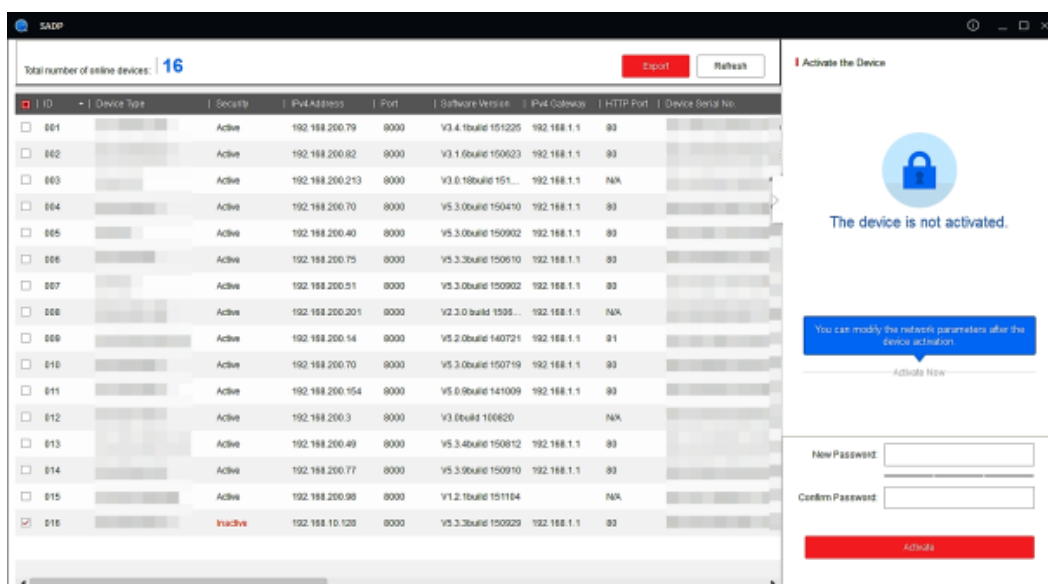 SADP
Total number of online devices: 16
Export
Refresh
ID | Device Type | Security | IPv4 Address | Port | Software Version | IPv4 Gateway | HTTP Port | Device Serial No.
001 Active 192.168.200.79 8000 V3.4.1build 151225 192.168.1.1 80
002 Active 192.168.200.82 8000 V3.1.6build 150623 192.168.1.1 80
003 Active 192.168.200.213 8000 V3.0.18build 151... 192.168.1.1 N/A
004 Active 192.168.200.70 8000 V5.3.0build 150410 192.168.1.1 80
005 Active 192.168.200.40 8000 V5.3.0build 150902 192.168.1.1 80
006 Active 192.168.200.75 8000 V5.3.3build 150610 192.168.1.1 80
007 Active 192.168.200.51 8000 V5.3.0build 150902 192.168.1.1 80
008 Active 192.168.200.201 8000 V2.3.0 build 1506... 192.168.1.1 N/A
009 Active 192.168.200.14 8000 V5.2.0build 140721 192.168.1.1 81
010 Active 192.168.200.70 8000 V5.3.0build 150719 192.168.1.1 80
011 Active 192.168.200.154 8000 V5.0.9build 141009 192.168.1.1 80
012 Active 192.168.200.3 8000 V3.0build 100820 N/A
013 Active 192.168.200.49 8000 V5.3.4build 150812 192.168.1.1 80
014 Active 192.168.200.77 8000 V5.3.9build 150910 192.168.1.1 80
015 Active 192.168.200.98 8000 V1.2.1build 151104 N/A
016 Inactive 192.168.10.128 8000 V5.3.3build 150929 192.168.1.1 80
Activate the Device
The device is not activated.
You can modify the network parameters after the
device activation.
Activate Now
New Password:
Confirm Password:
Activate